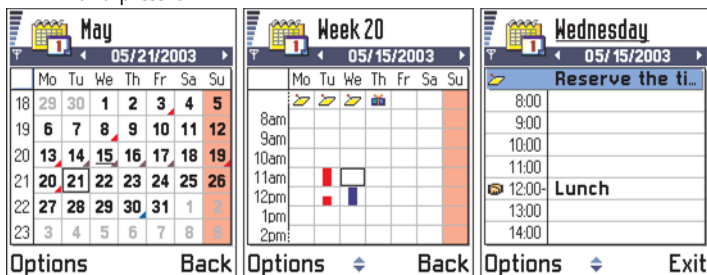 May
05/21/2003
Mo Tu We Th Fr Sa Su
18 29 30 1 2 3 4 5
19 6 7 8 9 10 11 12
20 13 14 15 16 17 18 19
21 20 21 22 23 24 25 26
22 27 28 29 30 31 1 2
23 3 4 5 6 7 8 9
Options Back
Week 20
05/15/2003
Mo Tu We Th Fr Sa Su
8am
9am
10am
11am
12pm
1pm
2pm
Options Back
Wednesday
05/15/2003
Reserve the ti...
8:00
9:00
10:00
11:00
12:00- Lunch
13:00
14:00
Options Exit